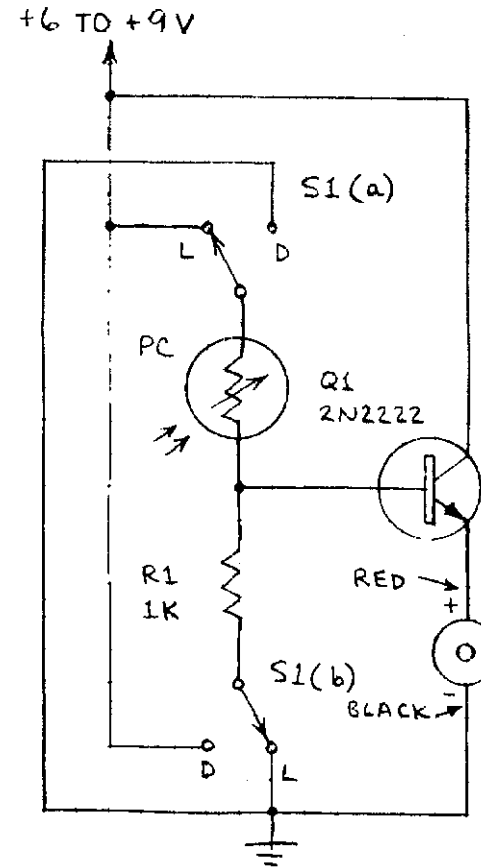 +6 TO +9V
S1(a)
L
D
PC
Q1
2N2222
R1
1K
RED
+
S1(b)
-
BLACK
D
L